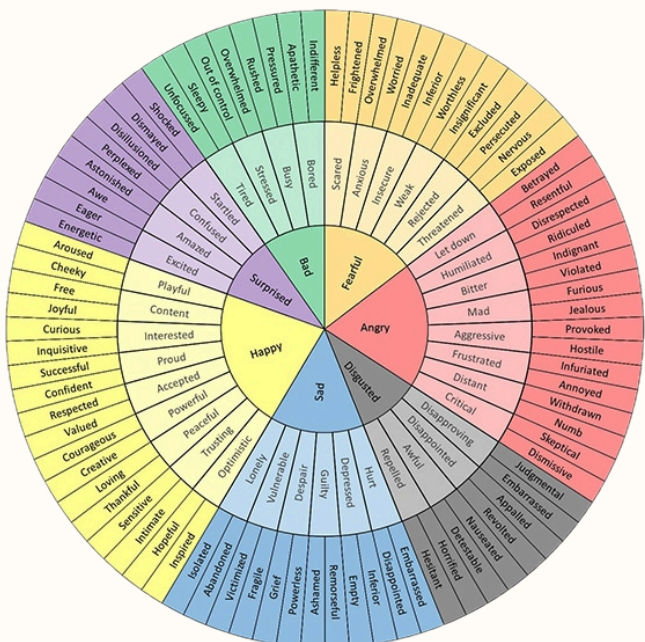 Bad
Fearful
Angry
Disgusted
Sad
Happy
Surprised
Bored
Busy
Stressed
Tired
Scared
Anxious
Insecure
Weak
Rejected
Threatened
Let down
Humiliated
Bitter
Mad
Aggressive
Frustrated
Distant
Critical
Disapproving
Disappointed
Awful
Repelled
Hurt
Depressed
Guilty
Despair
Vulnerable
Lonely
Optimistic
Trusting
Peaceful
Powerful
Accepted
Proud
Interested
Content
Playful
Excited
Amazed
Confused
Startled
Helpless
Frightened
Overwhelmed
Worried
Inadequate
Inferior
Worthless
Insignificant
Excluded
Persecuted
Nervous
Exposed
Betrayed
Resentful
Disrespected
Ridiculed
Indignant
Violated
Furious
Jealous
Provoked
Hostile
Infuriated
Annoyed
Withdrawn
Numb
Skeptical
Dismissive
Judgmental
Embarrassed
Appalled
Revolted
Nauseated
Detestable
Horrified
Hesitant
Embarrassed
Disappointed
Inferior
Empty
Remorseful
Ashamed
Powerless
Grief
Fragile
Victimized
Abandoned
Isolated
Inspired
Hopeful
Intimate
Sensitive
Thankful
Loving
Creative
Courageous
Valued
Respected
Confident
Successful
Inquisitive
Curious
Joyful
Free
Cheeky
Aroused
Energetic
Eager
Awe
Astonished
Perplexed
Disillusioned
Dismayed
Shocked
Unfocussed
Sleepy
Out of control
Overwhelmed
Rushed
Pressured
Apathetic
Indifferent